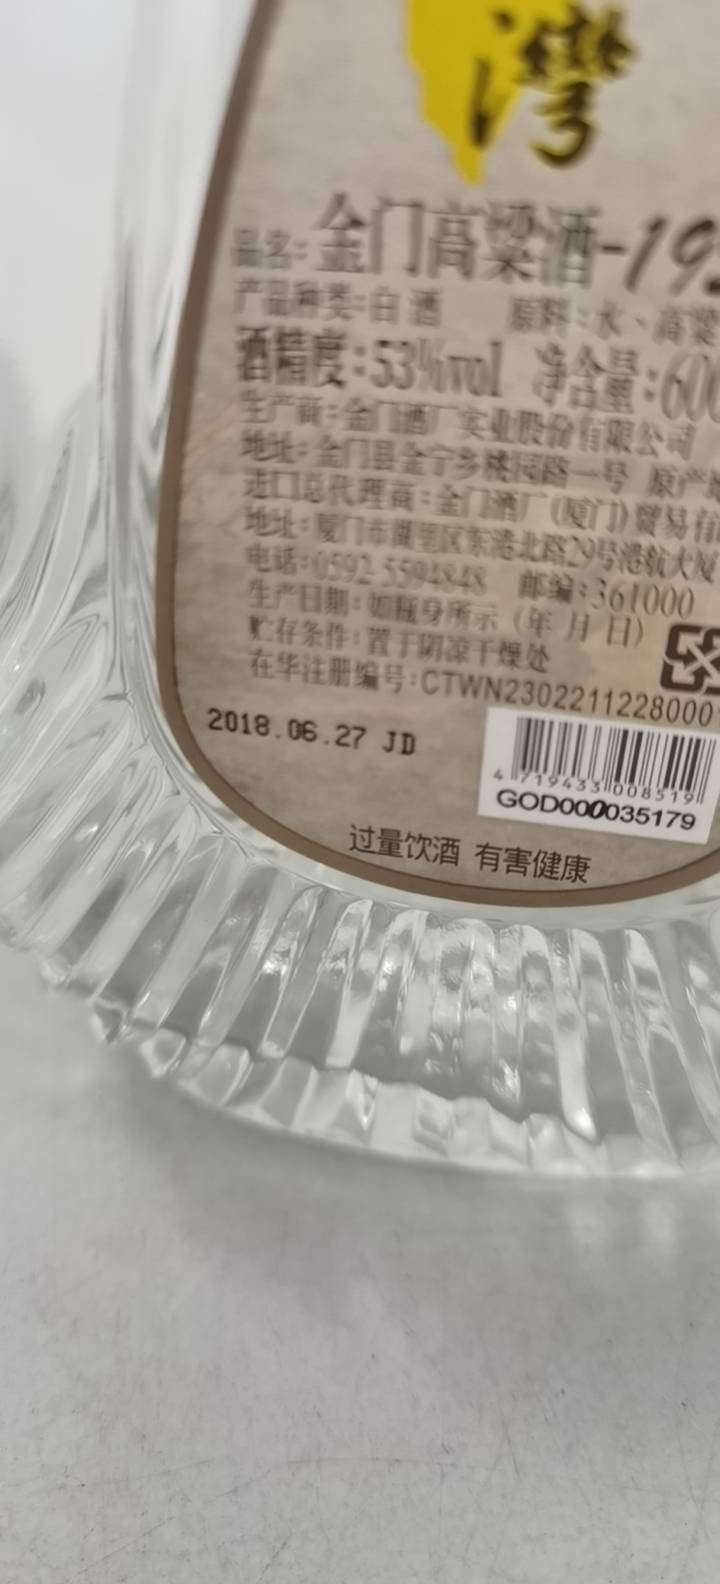 灣
品名:金门高粱酒-19
产品种类:白酒 原料:水、高粱
酒精度:53%vol 净含量:600
生产商:金门酒厂实业股份有限公司
地址:金门县金宁乡桃园路一号 原产
进口总代理商:金门酒厂(厦门)贸易有
地址:厦门市湖里区东港北路29号港航大厦
电话:0592 5594848 邮编:361000
生产日期:如瓶身所示(年 月 日)
贮存条件:置于阴凉干燥处
在华注册编号:CTWN2302211228000
2018.06.27 JD
4 719433 008519
GOD000035179
过量饮酒 有害健康